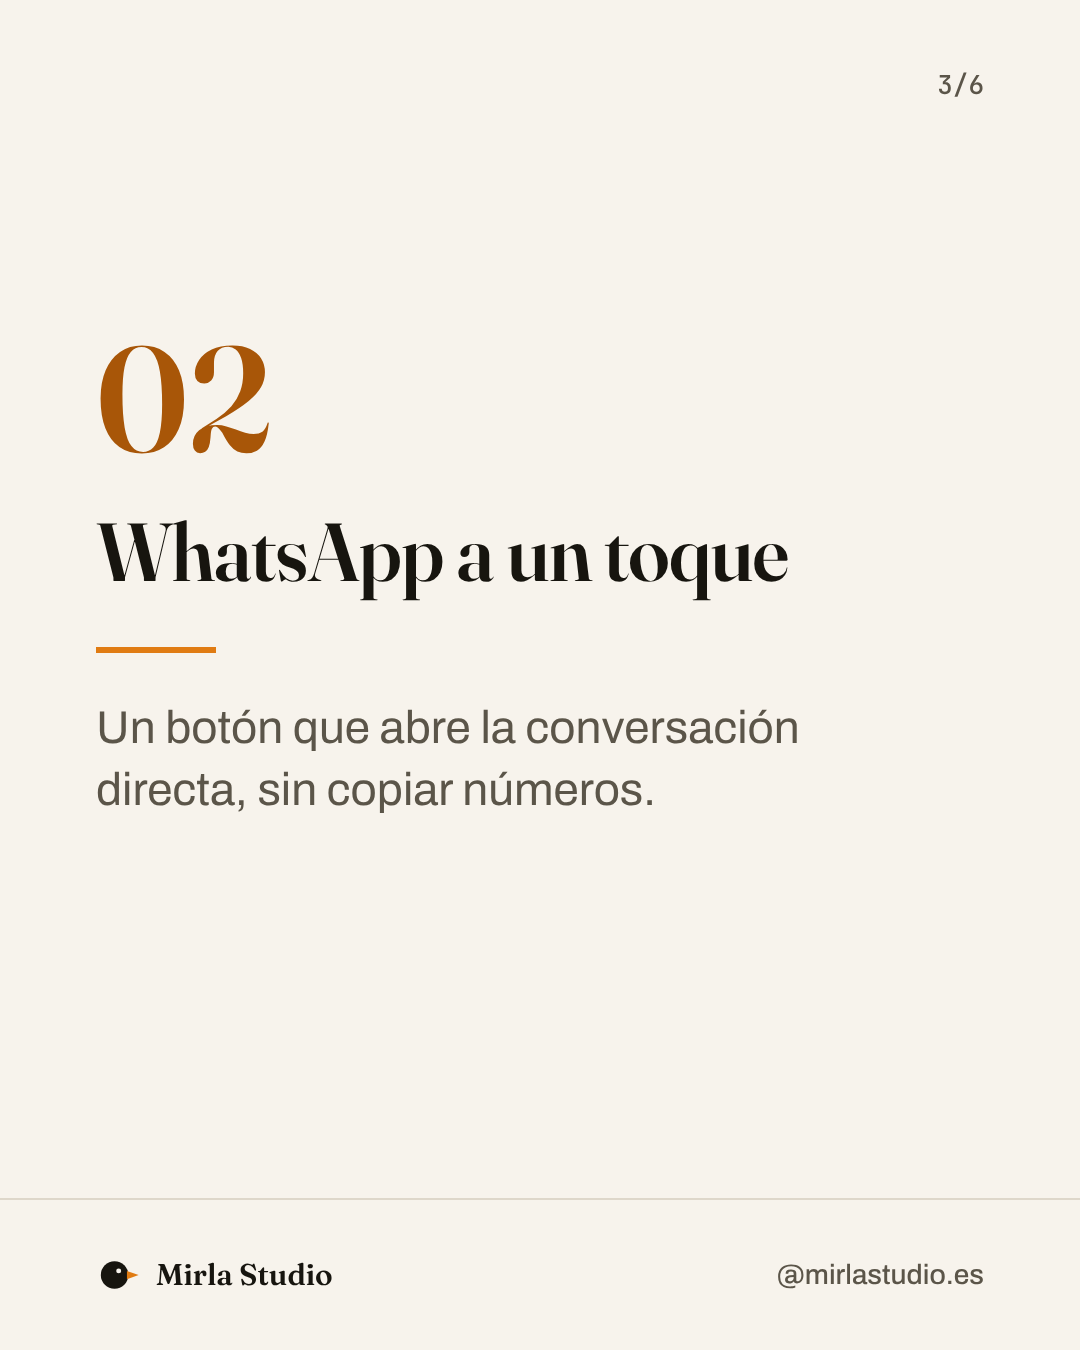 3/6
02
WhatsApp a un toque
Un botón que abre la conversación
directa, sin copiar números.
Mirla Studio
@mirlastudio.es